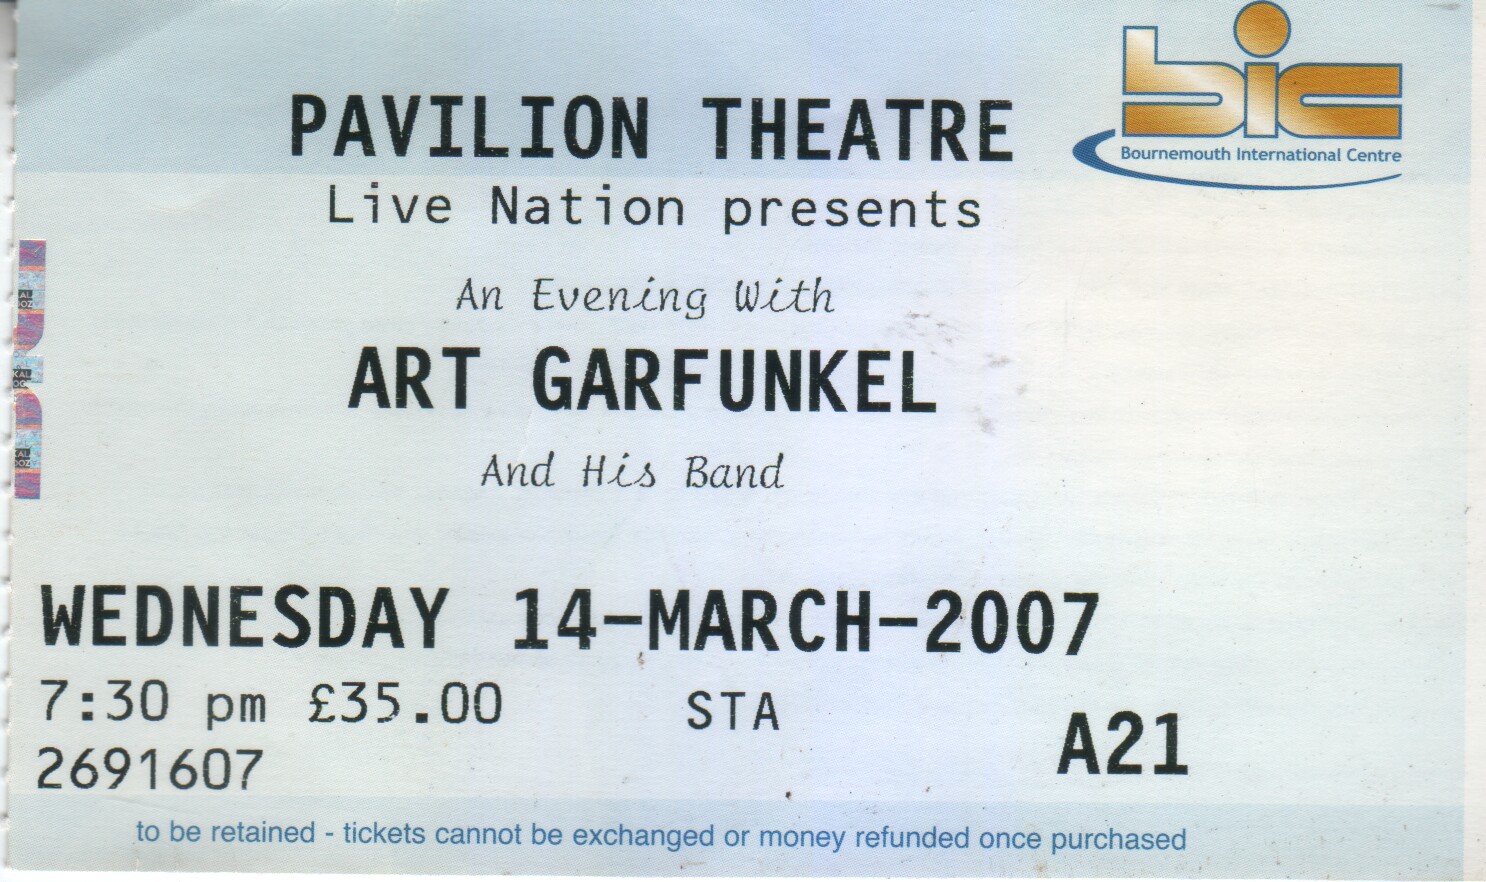 bic
Bournemouth International Centre
PAVILION THEATRE
Live Nation presents
An Evening With
ART GARFUNKEL
And His Band
WEDNESDAY 14-MARCH-2007
7:30 pm £35.00 STA
A21
2691607
to be retained - tickets cannot be exchanged or money refunded once purchased